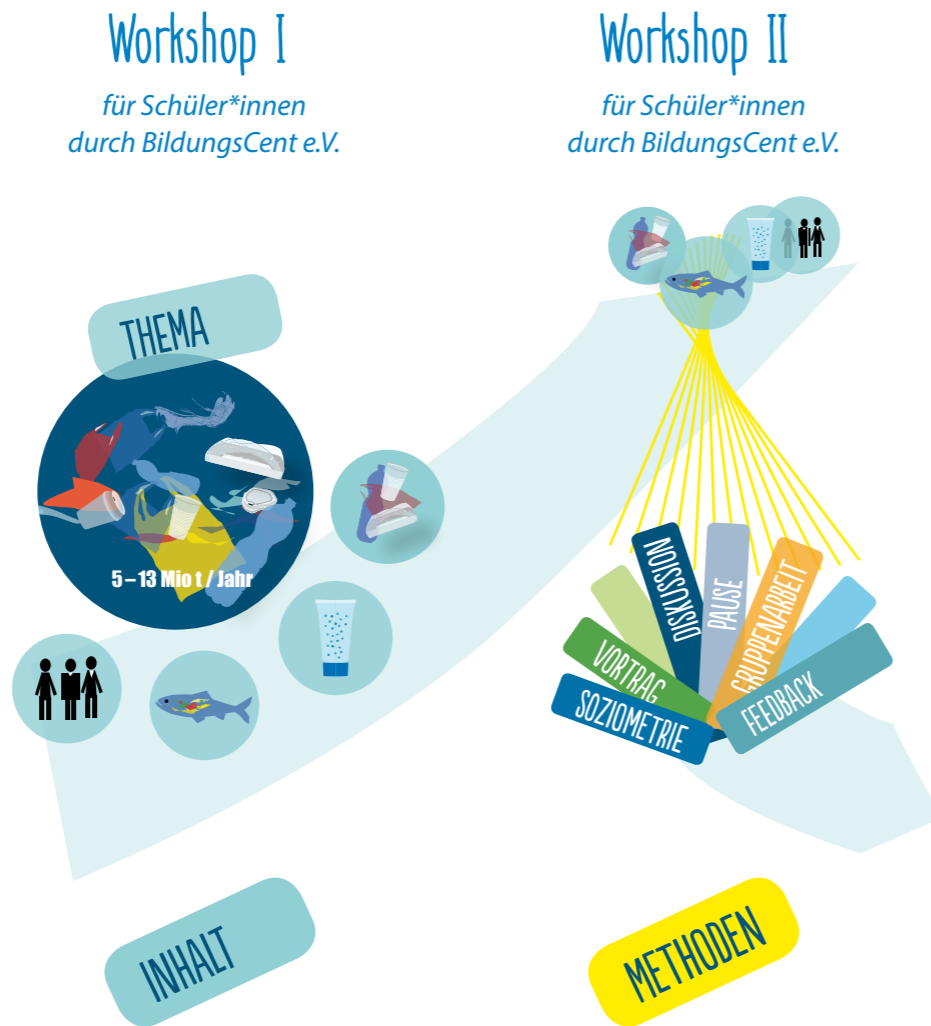 Workshop I
für Schüler*innen
durch BildungsCent e.V.
Workshop II
für Schüler*innen
durch BildungsCent e.V.
THEMA
5 – 13 Mio t / Jahr
DISKUSSION
PAUSE
GRUPPENARBEIT
VORTRAG
SOZIOMETRIE
FEEDBACK
INHALT
METHODEN